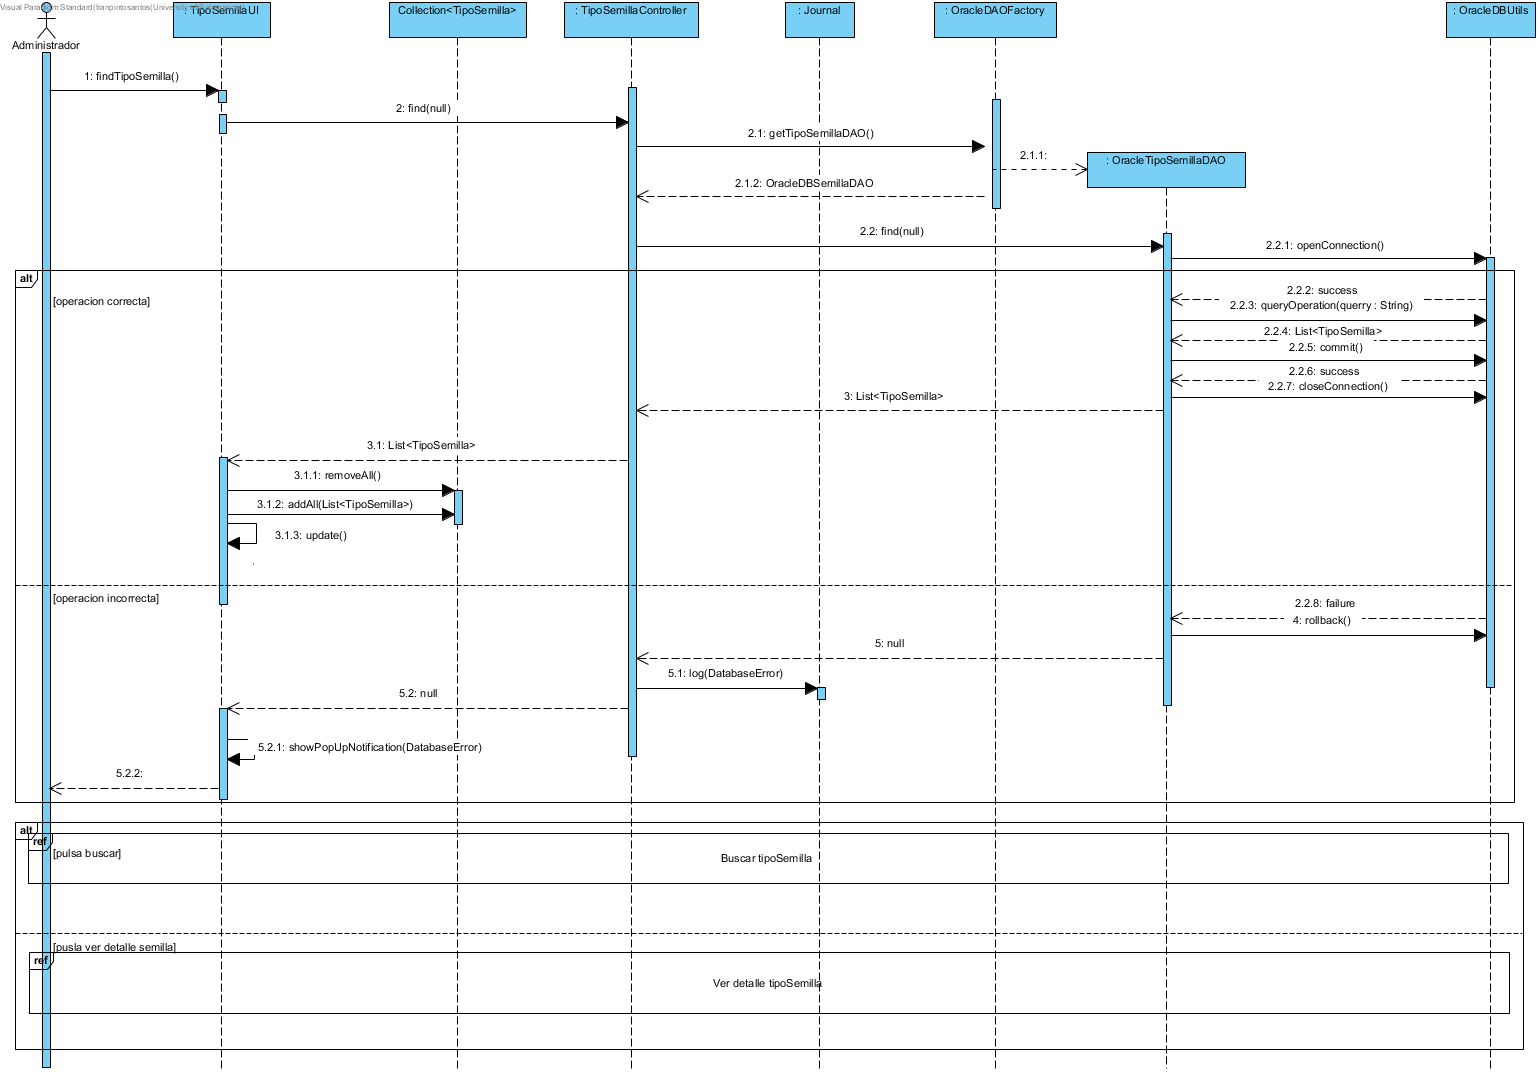 Visual Paradigm Standard(franpintosantos(University
: TipoSemillaUI
Collection<TipoSemilla>
: TipoSemillaController
: Journal
: OracleDAOFactory
: OracleDBUtils
Administrador
1: findTipoSemilla()
2: find(null)
2.1: getTipoSemillaDAO()
2.1.1:
: OracleTipoSemillaDAO
2.1.2: OracleDBSemillaDAO
2.2: find(null)
2.2.1: openConnection()
alt
[operacion correcta]
2.2.2: success
2.2.3: queryOperation(querry : String)
2.2.4: List<TipoSemilla>
2.2.5: commit()
2.2.6: success
2.2.7: closeConnection()
3: List<TipoSemilla>
3.1: List<TipoSemilla>
3.1.1: removeAll()
3.1.2: addAll(List<TipoSemilla>)
3.1.3: update()
.
[operacion incorrecta]
2.2.8: failure
4: rollback()
5: null
5.1: log(DatabaseError)
5.2: null
5.2.1: showPopUpNotification(DatabaseError)
5.2.2:
alt
ref
[pulsa buscar]
Buscar tipoSemilla
[pusla ver detalle semilla]
ref
Ver detalle tipoSemilla